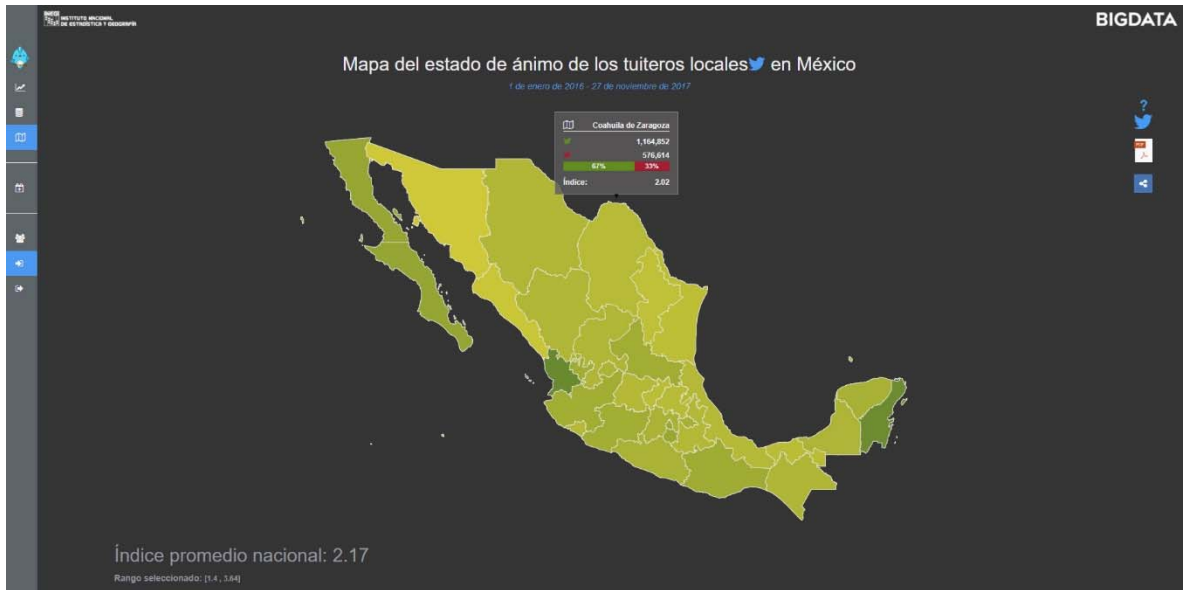 INEGI INSTITUTO NACIONAL
DE ESTADÍSTICA Y GEOGRAFÍA
BIGDATA
Mapa del estado de ánimo de los tuiteros locales en México
1 de enero de 2016 - 27 de noviembre de 2017
?
Coahuila de Zaragoza
1,164,852
576,614
67% 33%
Índice: 2.02
PDF
Índice promedio nacional: 2.17
Rango seleccionado: [1.4 , 3.64]